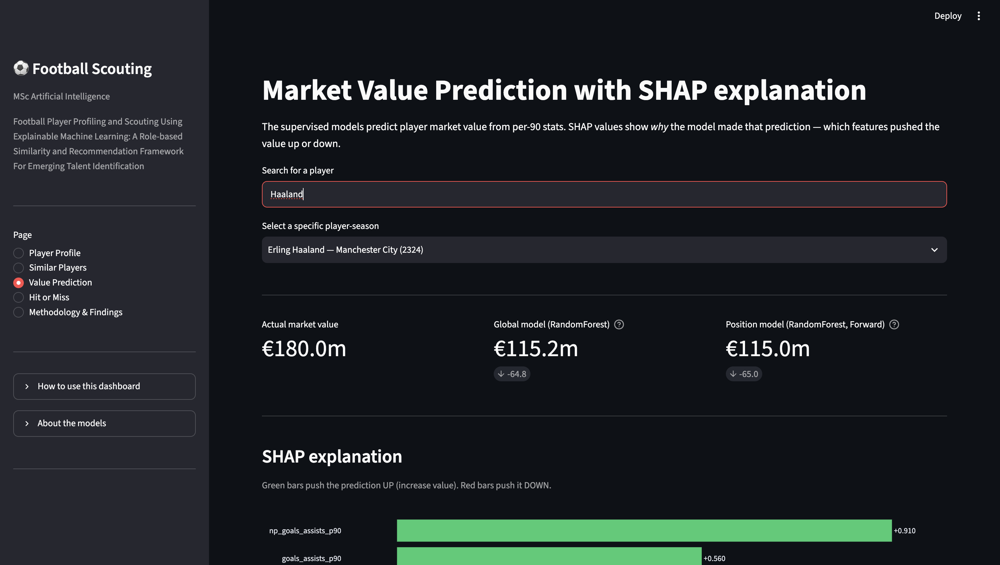 Deploy
⚽ Football Scouting
MSc Artificial Intelligence
Football Player Profiling and Scouting Using
Explainable Machine Learning: A Role-based
Similarity and Recommendation Framework
For Emerging Talent Identification
Page
Player Profile
Similar Players
Value Prediction
Hit or Miss
Methodology & Findings
How to use this dashboard
About the models
Market Value Prediction with SHAP explanation
The supervised models predict player market value from per-90 stats. SHAP values show why the model made that prediction — which features pushed the
value up or down.
Search for a player
Haaland
Select a specific player-season
Erling Haaland — Manchester City (2324)
Actual market value
€180.0m
Global model (RandomForest)
€115.2m
↓ -64.8
Position model (RandomForest, Forward)
€115.0m
↓ -65.0
SHAP explanation
Green bars push the prediction UP (increase value). Red bars push it DOWN.
np_goals_assists_p90 +0.910
goals_assists_p90 +0.560